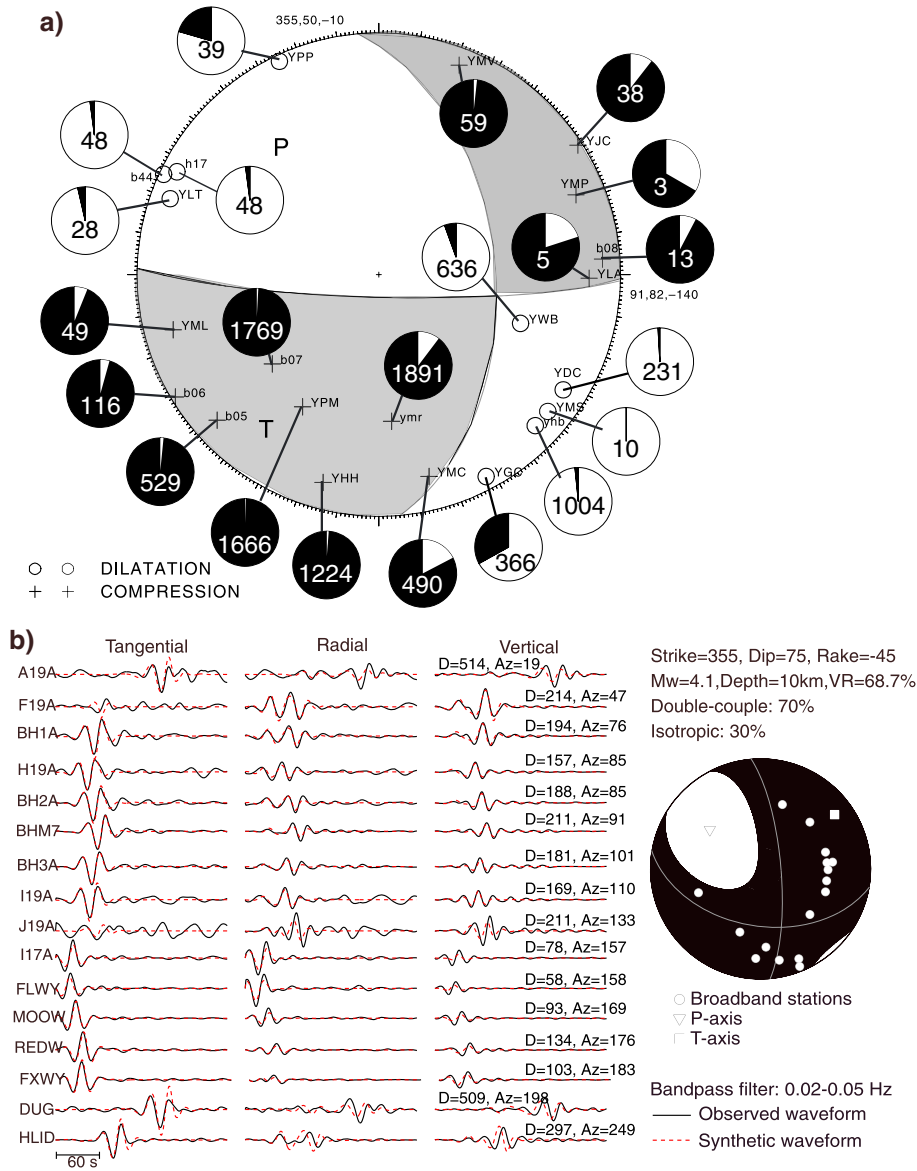 a)
355,50,−10
39
YPP
YMV
59
38
YJC
48
P
h17
b44
YLT
28
48
YMP
3
636
5
b08
YLA
13
91,82,−140
YWB
49
YML
1769
b07
1891
231
YDC
116
b06
YPM
ymr
YMS
yhb
10
b05
T
529
YHH
YMC
YGC
1004
1666
1224
490
366
DILATATION
COMPRESSION
b)
Tangential Radial Vertical
A19A D=514, Az=19
F19A D=214, Az=47
BH1A D=194, Az=76
H19A D=157, Az=85
BH2A D=188, Az=85
BHM7 D=211, Az=91
BH3A D=181, Az=101
I19A D=169, Az=110
J19A D=211, Az=133
I17A D=78, Az=157
FLWY D=58, Az=158
MOOW D=93, Az=169
REDW D=134, Az=176
FXWY D=103, Az=183
DUG D=509, Az=198
HLID D=297, Az=249
60 s
Strike=355, Dip=75, Rake=-45
Mw=4.1,Depth=10km,VR=68.7%
Double-couple: 70%
Isotropic: 30%
Broadband stations
P-axis
T-axis
Bandpass filter: 0.02-0.05 Hz
Observed waveform
Synthetic waveform